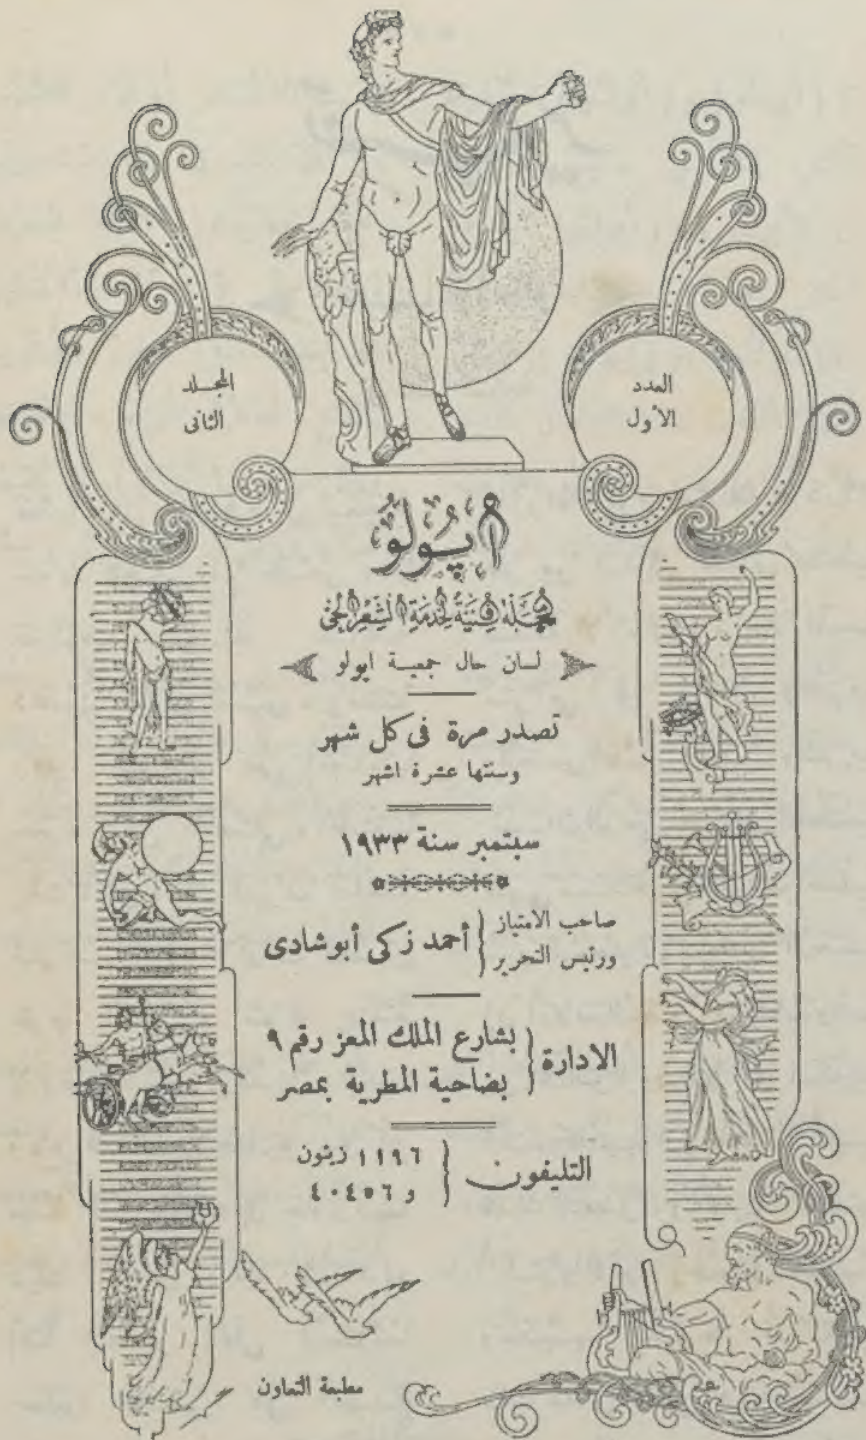 العدد
الأول
المجلد
الثانى
أپولو
مجلة فنية لخدمة الشعر الحى
لسان حال جمعية اپولو
تصدر مرة فى كل شهر
وسنتها عشرة اشهر
سبتمبر سنة ١٩٣٣
صاحب الامتياز
ورئيس التحرير
أحمد زكى أبوشادى
الادارة
بشارع الملك المعز رقم ٩
بضاحية المطرية بمصر
التليفون
١١٩٦ زيتون
و ٤٠٤٥٦
مطبعة التعاون